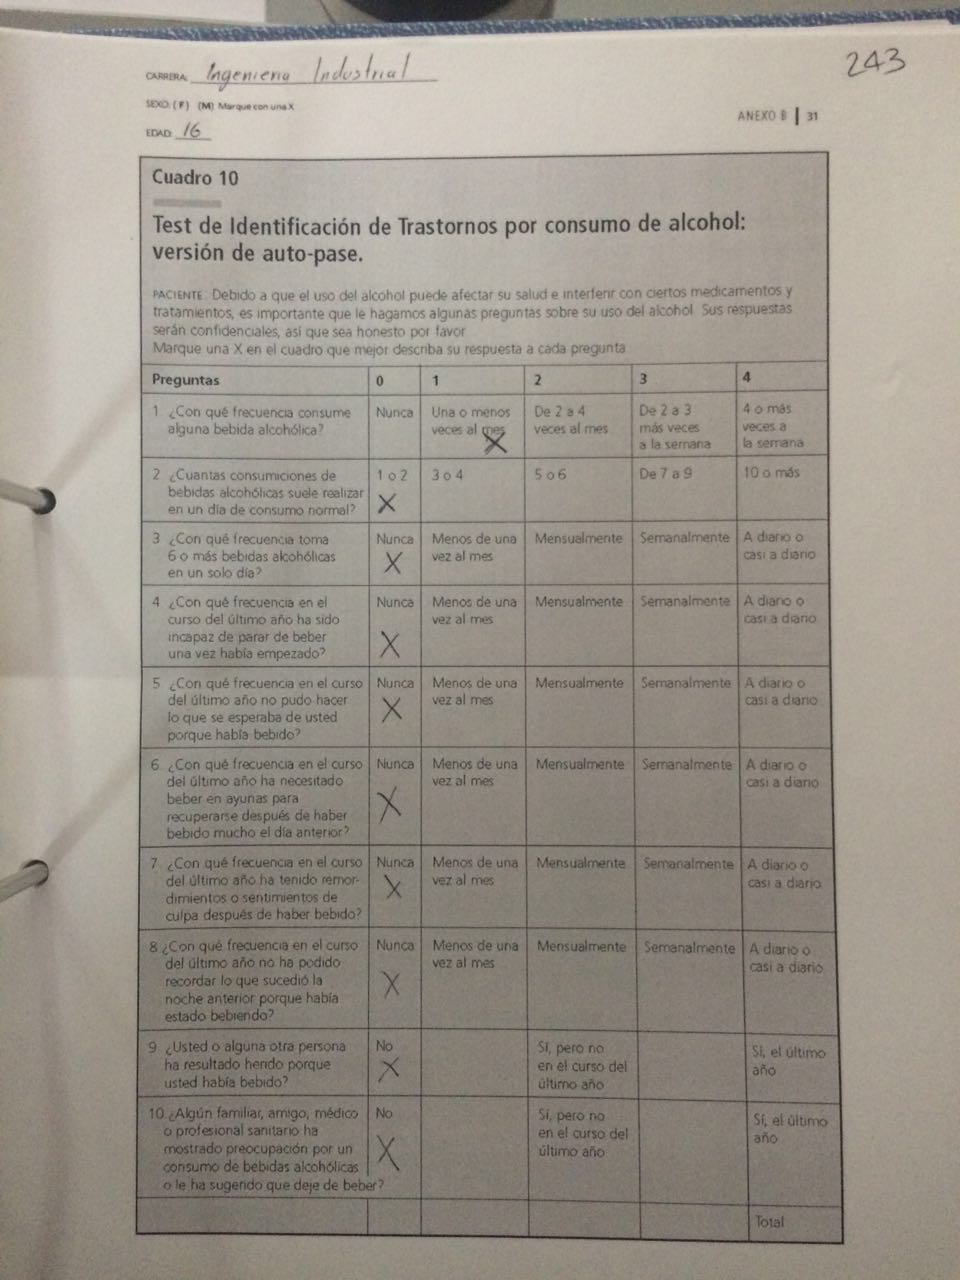 243
CARRERA: Ingenieria Industrial
SEXO: (F) (M) Marque con una X
ANEXO B | 31
EDAD: 16
Cuadro 10
Test de Identificación de Trastornos por consumo de alcohol:
versión de auto-pase.
PACIENTE: Debido a que el uso del alcohol puede afectar su salud e interferir con ciertos medicamentos y
tratamientos, es importante que le hagamos algunas preguntas sobre su uso del alcohol. Sus respuestas
serán confidenciales, así que sea honesto por favor.
Marque una X en el cuadro que mejor describa su respuesta a cada pregunta
Preguntas 0 1 2 3 4
1 ¿Con qué frecuencia consume Nunca Una o menos De 2 a 4 De 2 a 3 4 o más
alguna bebida alcohólica? veces al mes veces al mes más veces veces a
X a la semana la semana
2 ¿Cuantas consumiciones de 1 o 2 3 o 4 5 o 6 De 7 a 9 10 o más
bebidas alcohólicas suele realizar X
en un día de consumo normal?
3 ¿Con qué frecuencia toma Nunca Menos de una Mensualmente Semanalmente A diario o
6 o más bebidas alcohólicas X vez al mes casi a diario
en un solo día?
4 ¿Con qué frecuencia en el Nunca Menos de una Mensualmente Semanalmente A diario o
curso del último año ha sido vez al mes casi a diario
incapaz de parar de beber X
una vez había empezado?
5 ¿Con qué frecuencia en el curso Nunca Menos de una Mensualmente Semanalmente A diario o
del último año no pudo hacer vez al mes casi a diario
lo que se esperaba de usted X
porque había bebido?
6 ¿Con qué frecuencia en el curso Nunca Menos de una Mensualmente Semanalmente A diario o
del último año ha necesitado vez al mes casi a diario
beber en ayunas para X
recuperarse después de haber
bebido mucho el día anterior?
7 ¿Con qué frecuencia en el curso Nunca Menos de una Mensualmente Semanalmente A diario o
del último año ha tenido remor- X vez al mes casi a diario
dimientos o sentimientos de
culpa después de haber bebido?
8 ¿Con qué frecuencia en el curso Nunca Menos de una Mensualmente Semanalmente A diario o
del último año no ha podido vez al mes casi a diario
recordar lo que sucedió la X
noche anterior porque había
estado bebiendo?
9 ¿Usted o alguna otra persona No Sí, pero no Sí, el último
ha resultado herido porque X en el curso del año
usted había bebido? último año
10 ¿Algún familiar, amigo, médico No Sí, pero no Sí, el último
o profesional sanitario ha en el curso del año
mostrado preocupación por un X último año
consumo de bebidas alcohólicas
o le ha sugerido que deje de beber?
Total